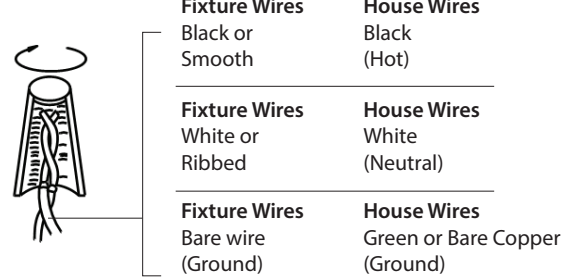 Fixture Wires House Wires
Black or Black
Smooth (Hot)
Fixture Wires House Wires
White or White
Ribbed (Neutral)
Fixture Wires House Wires
Bare wire Green or Bare Copper
(Ground) (Ground)